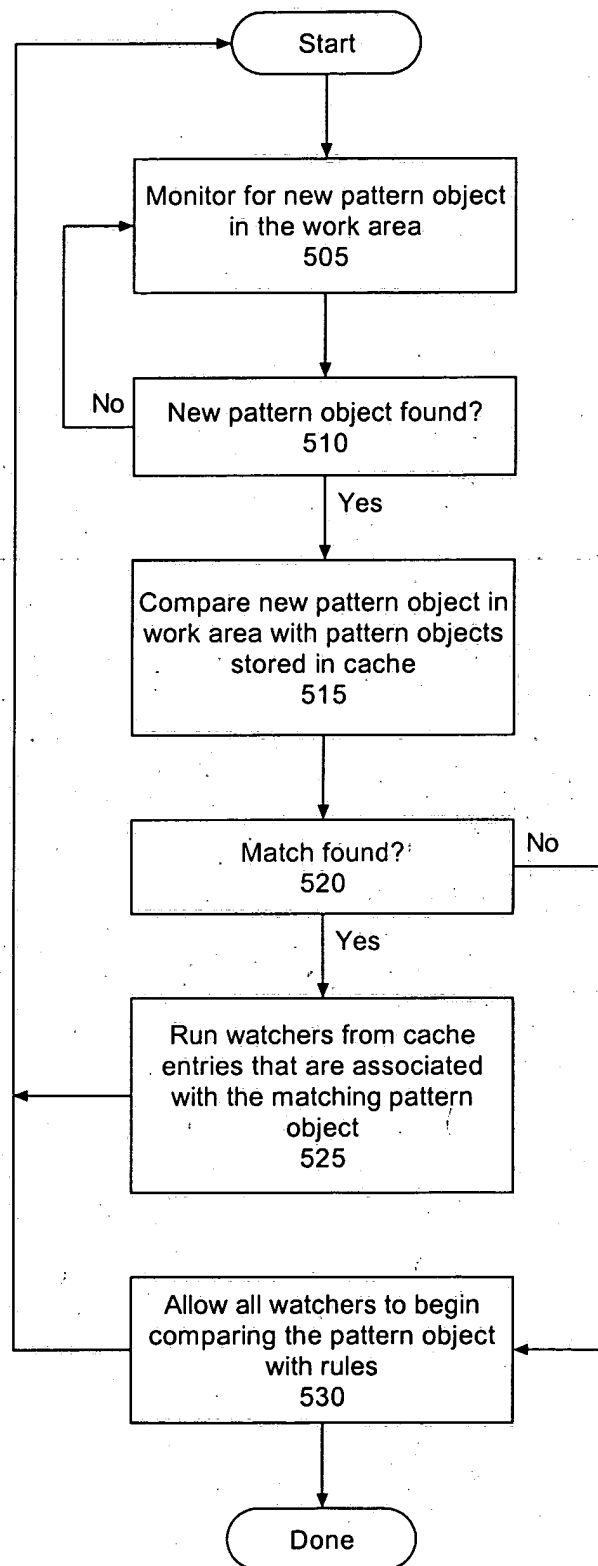 Start
Monitor for new pattern object
in the work area
505
No
New pattern object found?
510
Yes
Compare new pattern object in
work area with pattern objects
stored in cache
515
Match found?
520
No
Yes
Run watchers from cache
entries that are associated
with the matching pattern
object
525
Allow all watchers to begin
comparing the pattern object
with rules
530
Done